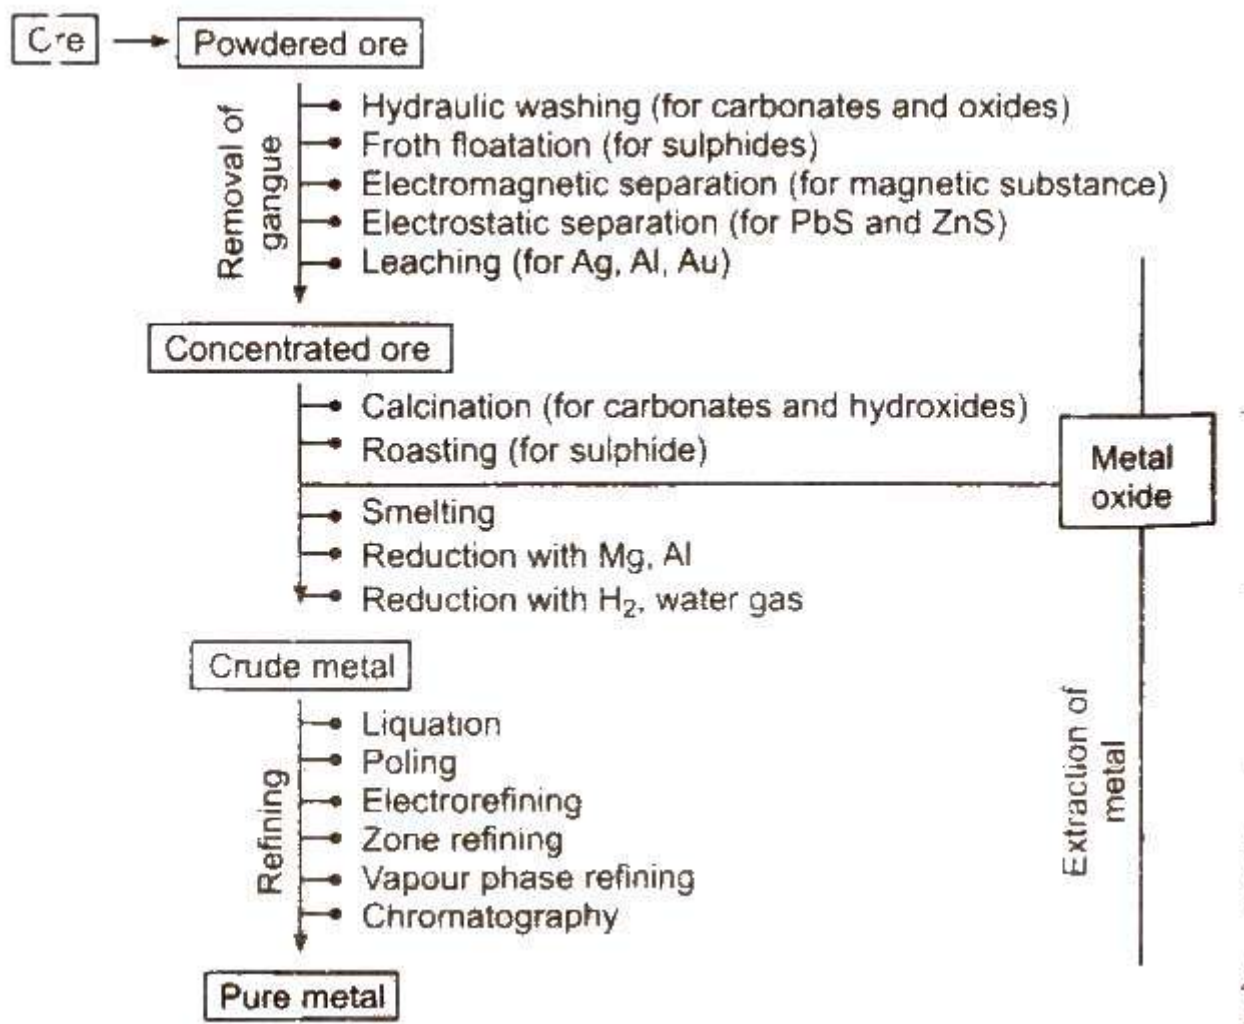 Ore
Powdered ore
Removal of
gangue
Hydraulic washing (for carbonates and oxides)
Froth floatation (for sulphides)
Electromagnetic separation (for magnetic substance)
Electrostatic separation (for PbS and ZnS)
Leaching (for Ag, Al, Au)
Concentrated ore
Calcination (for carbonates and hydroxides)
Roasting (for sulphide)
Metal
oxide
Smelting
Reduction with Mg, Al
Reduction with H₂, water gas
Extraction of
metal
Crude metal
Refining
Liquation
Poling
Electrorefining
Zone refining
Vapour phase refining
Chromatography
Pure metal